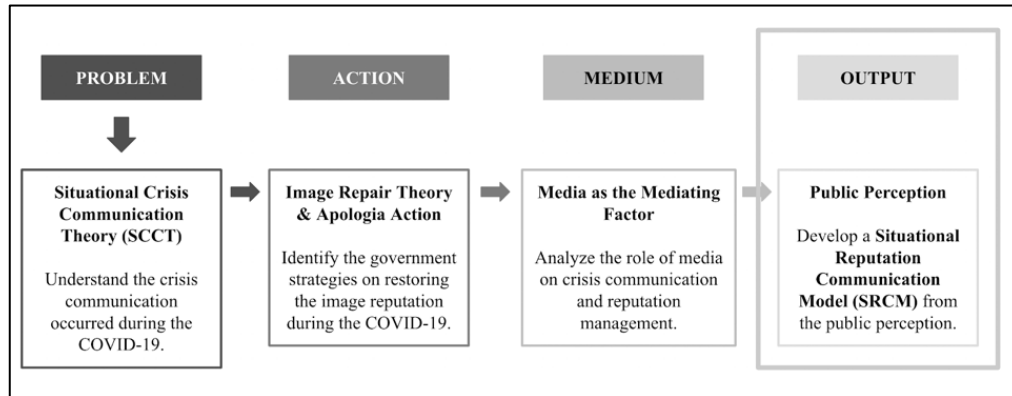 PROBLEM
ACTION
MEDIUM
OUTPUT
Situational Crisis
Communication
Theory (SCCT)
Understand the crisis
communication
occurred during the
COVID-19.
Image Repair Theory
& Apologia Action
Identify the government
strategies on restoring
the image reputation
during the COVID-19.
Media as the Mediating
Factor
Analyze the role of media
on crisis communication
and reputation
management.
Public Perception
Develop a Situational
Reputation
Communication
Model (SRCM) from
the public perception.